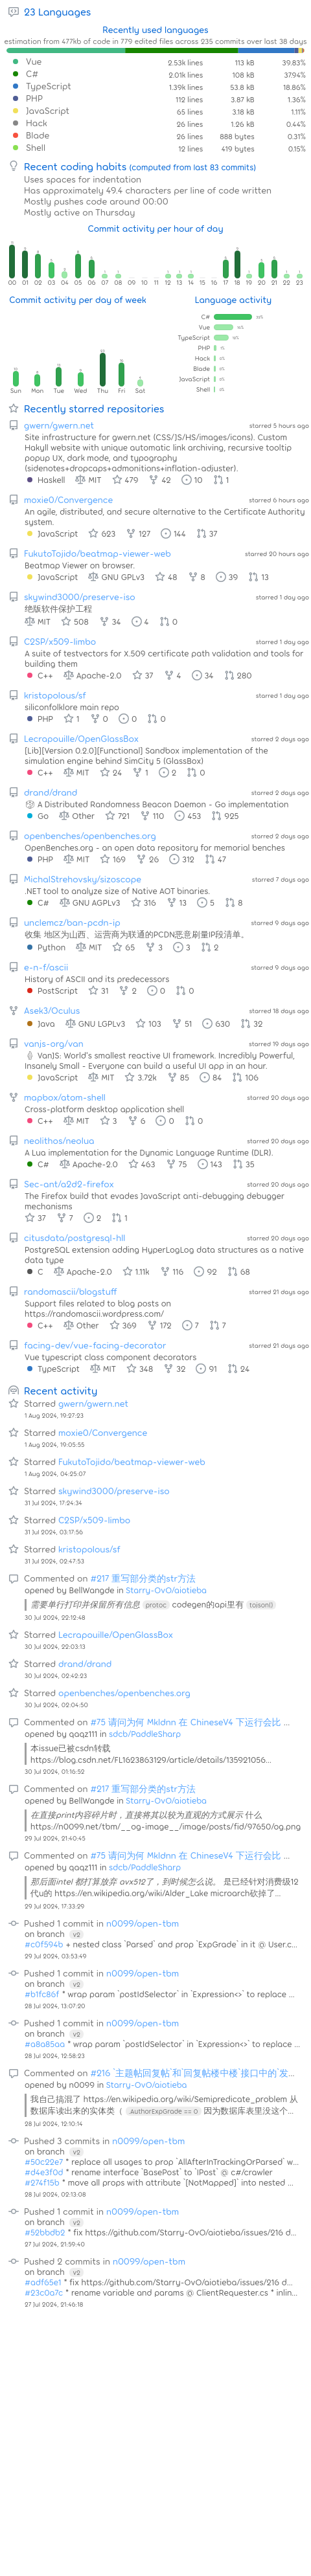 23 Languages
Recently used languages
estimation from 477kb of code in 779 edited files across 235 commits over last 38 days
Vue 2.53k lines 113 kB 39.83%
C# 2.01k lines 108 kB 37.94%
TypeScript 1.39k lines 53.8 kB 18.86%
PHP 112 lines 3.87 kB 1.36%
JavaScript 65 lines 3.18 kB 1.11%
Hack 26 lines 1.26 kB 0.44%
Blade 26 lines 888 bytes 0.31%
Shell 12 lines 419 bytes 0.15%
Recent coding habits (computed from last 83 commits)
Uses spaces for indentation
Has approximately 49.4 characters per line of code written
Mostly pushes code around 00:00
Mostly active on Thursday
Commit activity per hour of day
00 01 02 03 04 05 06 07 08 09 10 11 12 13 14 15 16 17 18 19 20 21 22 23
Commit activity per day of week
Sun Mon Tue Wed Thu Fri Sat
Language activity
C#
Vue
TypeScript
PHP
Hack
Blade
JavaScript
Shell
Recently starred repositories
gwern/gwern.net starred 5 hours ago
Site infrastructure for gwern.net (CSS/JS/HS/images/icons). Custom
Hakyll website with unique automatic link archiving, recursive tooltip
popup UX, dark mode, and typography
(sidenotes+dropcaps+admonitions+inflation-adjuster).
Haskell MIT 479 42 10 1
moxie0/Convergence starred 6 hours ago
An agile, distributed, and secure alternative to the Certificate Authority
system.
JavaScript 623 127 144 37
FukutoTojido/beatmap-viewer-web starred 20 hours ago
Beatmap Viewer on browser.
JavaScript GNU GPLv3 48 8 39 13
skywind3000/preserve-iso starred 1 day ago
绝版软件保护工程
MIT 508 34 4 0
C2SP/x509-limbo starred 1 day ago
A suite of testvectors for X.509 certificate path validation and tools for
building them
C++ Apache-2.0 37 4 34 280
kristopolous/sf starred 1 day ago
siliconfolklore main repo
PHP 1 0 0 0
Lecrapouille/OpenGlassBox starred 2 days ago
[Lib][Version 0.2.0][Functional] Sandbox implementation of the
simulation engine behind SimCity 5 (GlassBox)
C++ MIT 24 1 2 0
drand/drand starred 2 days ago
🎲 A Distributed Randomness Beacon Daemon - Go implementation
Go Other 721 110 453 925
openbenches/openbenches.org starred 2 days ago
OpenBenches.org - an open data repository for memorial benches
PHP MIT 169 26 312 47
MichalStrehovsky/sizoscope starred 7 days ago
.NET tool to analyze size of Native AOT binaries.
C# GNU AGPLv3 316 13 5 8
unclemcz/ban-pcdn-ip starred 9 days ago
收集 地区为山西、运营商为联通的PCDN恶意刷量IP段清单。
Python MIT 65 3 3 2
e-n-f/ascii starred 9 days ago
History of ASCII and its predecessors
PostScript 31 2 0 0
Asek3/Oculus starred 18 days ago
Java GNU LGPLv3 103 51 630 32
vanjs-org/van starred 19 days ago
🍦 VanJS: World's smallest reactive UI framework. Incredibly Powerful,
Insanely Small - Everyone can build a useful UI app in an hour.
JavaScript MIT 3.72k 85 84 106
mapbox/atom-shell starred 20 days ago
Cross-platform desktop application shell
C++ MIT 3 6 0 0
neolithos/neolua starred 20 days ago
A Lua implementation for the Dynamic Language Runtime (DLR).
C# Apache-2.0 463 75 143 35
Sec-ant/a2d2-firefox starred 20 days ago
The Firefox build that evades JavaScript anti-debugging debugger
mechanisms
37 7 2 1
citusdata/postgresql-hll starred 20 days ago
PostgreSQL extension adding HyperLogLog data structures as a native
data type
C Apache-2.0 1.11k 116 92 68
randomascii/blogstuff starred 21 days ago
Support files related to blog posts on
https://randomascii.wordpress.com/
C++ Other 369 172 7 7
facing-dev/vue-facing-decorator starred 21 days ago
Vue typescript class component decorators
TypeScript MIT 348 32 91 24
Recent activity
Starred gwern/gwern.net
1 Aug 2024, 19:27:23
Starred moxie0/Convergence
1 Aug 2024, 19:05:55
Starred FukutoTojido/beatmap-viewer-web
1 Aug 2024, 04:25:07
Starred skywind3000/preserve-iso
31 Jul 2024, 17:24:34
Starred C2SP/x509-limbo
31 Jul 2024, 03:17:56
Starred kristopolous/sf
31 Jul 2024, 02:47:53
Commented on #217 重写部分类的str方法
opened by BellWangde in Starry-OvO/aiotieba
需要单行打印并保留所有信息 protoc codegen的api里有 tojson()
30 Jul 2024, 22:12:48
Starred Lecrapouille/OpenGlassBox
30 Jul 2024, 22:03:13
Starred drand/drand
30 Jul 2024, 02:42:23
Starred openbenches/openbenches.org
30 Jul 2024, 02:04:50
Commented on #75 请问为何 Mkldnn 在 ChineseV4 下运行会比 ...
opened by qaqz111 in sdcb/PaddleSharp
本issue已被csdn转载
https://blog.csdn.net/FL1623863129/article/details/135921056...
30 Jul 2024, 01:16:52
Commented on #217 重写部分类的str方法
opened by BellWangde in Starry-OvO/aiotieba
在直接print内容碎片时，直接将其以较为直观的方式展示 什么
https://n0099.net/tbm/__og-image__/image/posts/fid/97650/og.png
29 Jul 2024, 21:40:45
Commented on #75 请问为何 Mkldnn 在 ChineseV4 下运行会比 ...
opened by qaqz111 in sdcb/PaddleSharp
那后面intel 都打算放弃 avx512了，到时候怎么说。 是已经针对消费级12
代u的 https://en.wikipedia.org/wiki/Alder_Lake microarch砍掉了...
29 Jul 2024, 17:33:29
Pushed 1 commit in n0099/open-tbm
on branch v2
#c0f594b + nested class `Parsed` and prop `ExpGrade` in it @ User.c...
29 Jul 2024, 03:53:49
Pushed 1 commit in n0099/open-tbm
on branch v2
#b1fc86f * wrap param `postIdSelector` in `Expression<>` to replace ...
28 Jul 2024, 13:07:20
Pushed 1 commit in n0099/open-tbm
on branch v2
#a8a85aa * wrap param `postIdSelector` in `Expression<>` to replace ...
28 Jul 2024, 12:58:23
Commented on #216 `主题帖回复帖`和`回复帖楼中楼`接口中的`发...
opened by n0099 in Starry-OvO/aiotieba
我自己搞混了 https://en.wikipedia.org/wiki/Semipredicate_problem 从
数据库读出来的实体类（ AuthorExpGrade == 0 因为数据库表里没这个...
28 Jul 2024, 12:10:14
Pushed 3 commits in n0099/open-tbm
on branch v2
#50c22e7 * replace all usages to prop `AllAfterInTrackingOrParsed` w...
#d4e3f0d * rename interface `BasePost` to `IPost` @ c#/crawler
#274f15b * move all props with attribute `[NotMapped]` into nested ...
28 Jul 2024, 02:13:08
Pushed 1 commit in n0099/open-tbm
on branch v2
#52bbdb2 * fix https://github.com/Starry-OvO/aiotieba/issues/216 d...
27 Jul 2024, 21:59:40
Pushed 2 commits in n0099/open-tbm
on branch v2
#adf65e1 * fix https://github.com/Starry-OvO/aiotieba/issues/216 d...
#23c0a7c * rename variable and params @ ClientRequester.cs * inlin...
27 Jul 2024, 21:46:18